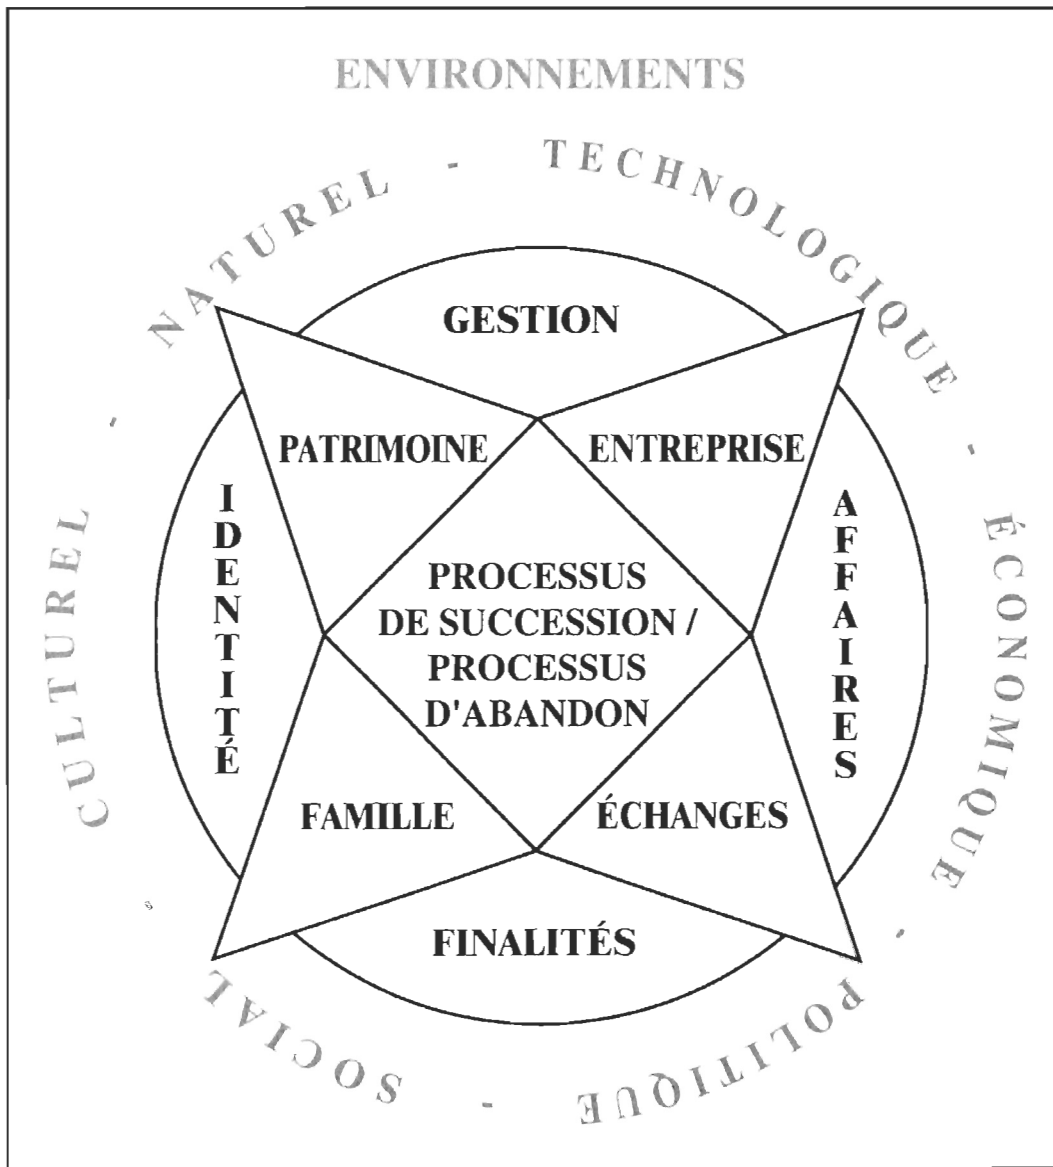 ENVIRONNEMENTS
CULTUREL - NATUREL - TECHNOLOGIQUE - ÉCONOMIQUE - POLITIQUE - SOCIAL -
GESTION
PATRIMOINE
ENTREPRISE
IDENTITÉ
AFFAIRES
PROCESSUS
DE SUCCESSION /
PROCESSUS
D'ABANDON
FAMILLE
ÉCHANGES
FINALITÉS